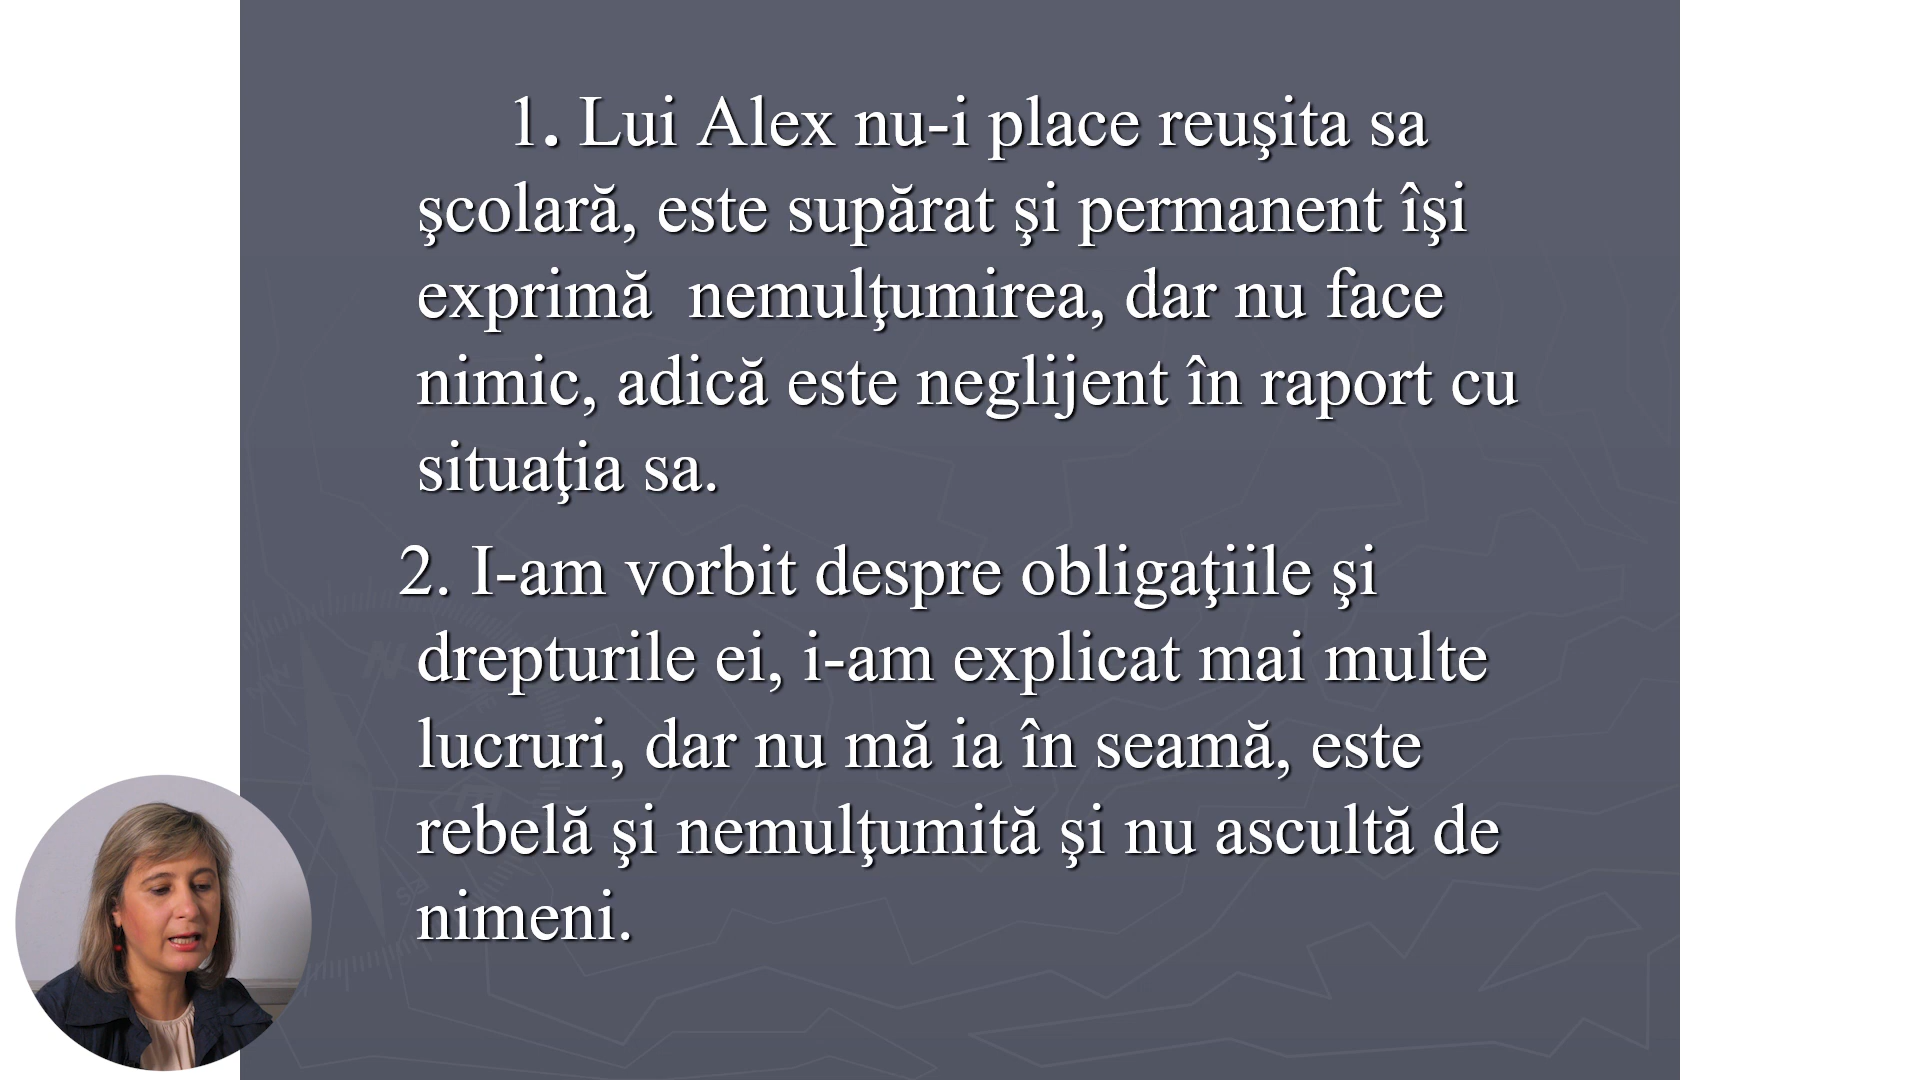 1. Lui Alex nu-i place reuşita sa
şcolară, este supărat şi permanent îşi
exprimă  nemulţumirea, dar nu face
nimic, adică este neglijent în raport cu
situaţia sa.
2. I-am vorbit despre obligaţiile şi
drepturile ei, i-am explicat mai multe
lucruri, dar nu mă ia în seamă, este
rebelă şi nemulţumită şi nu ascultă de
nimeni.